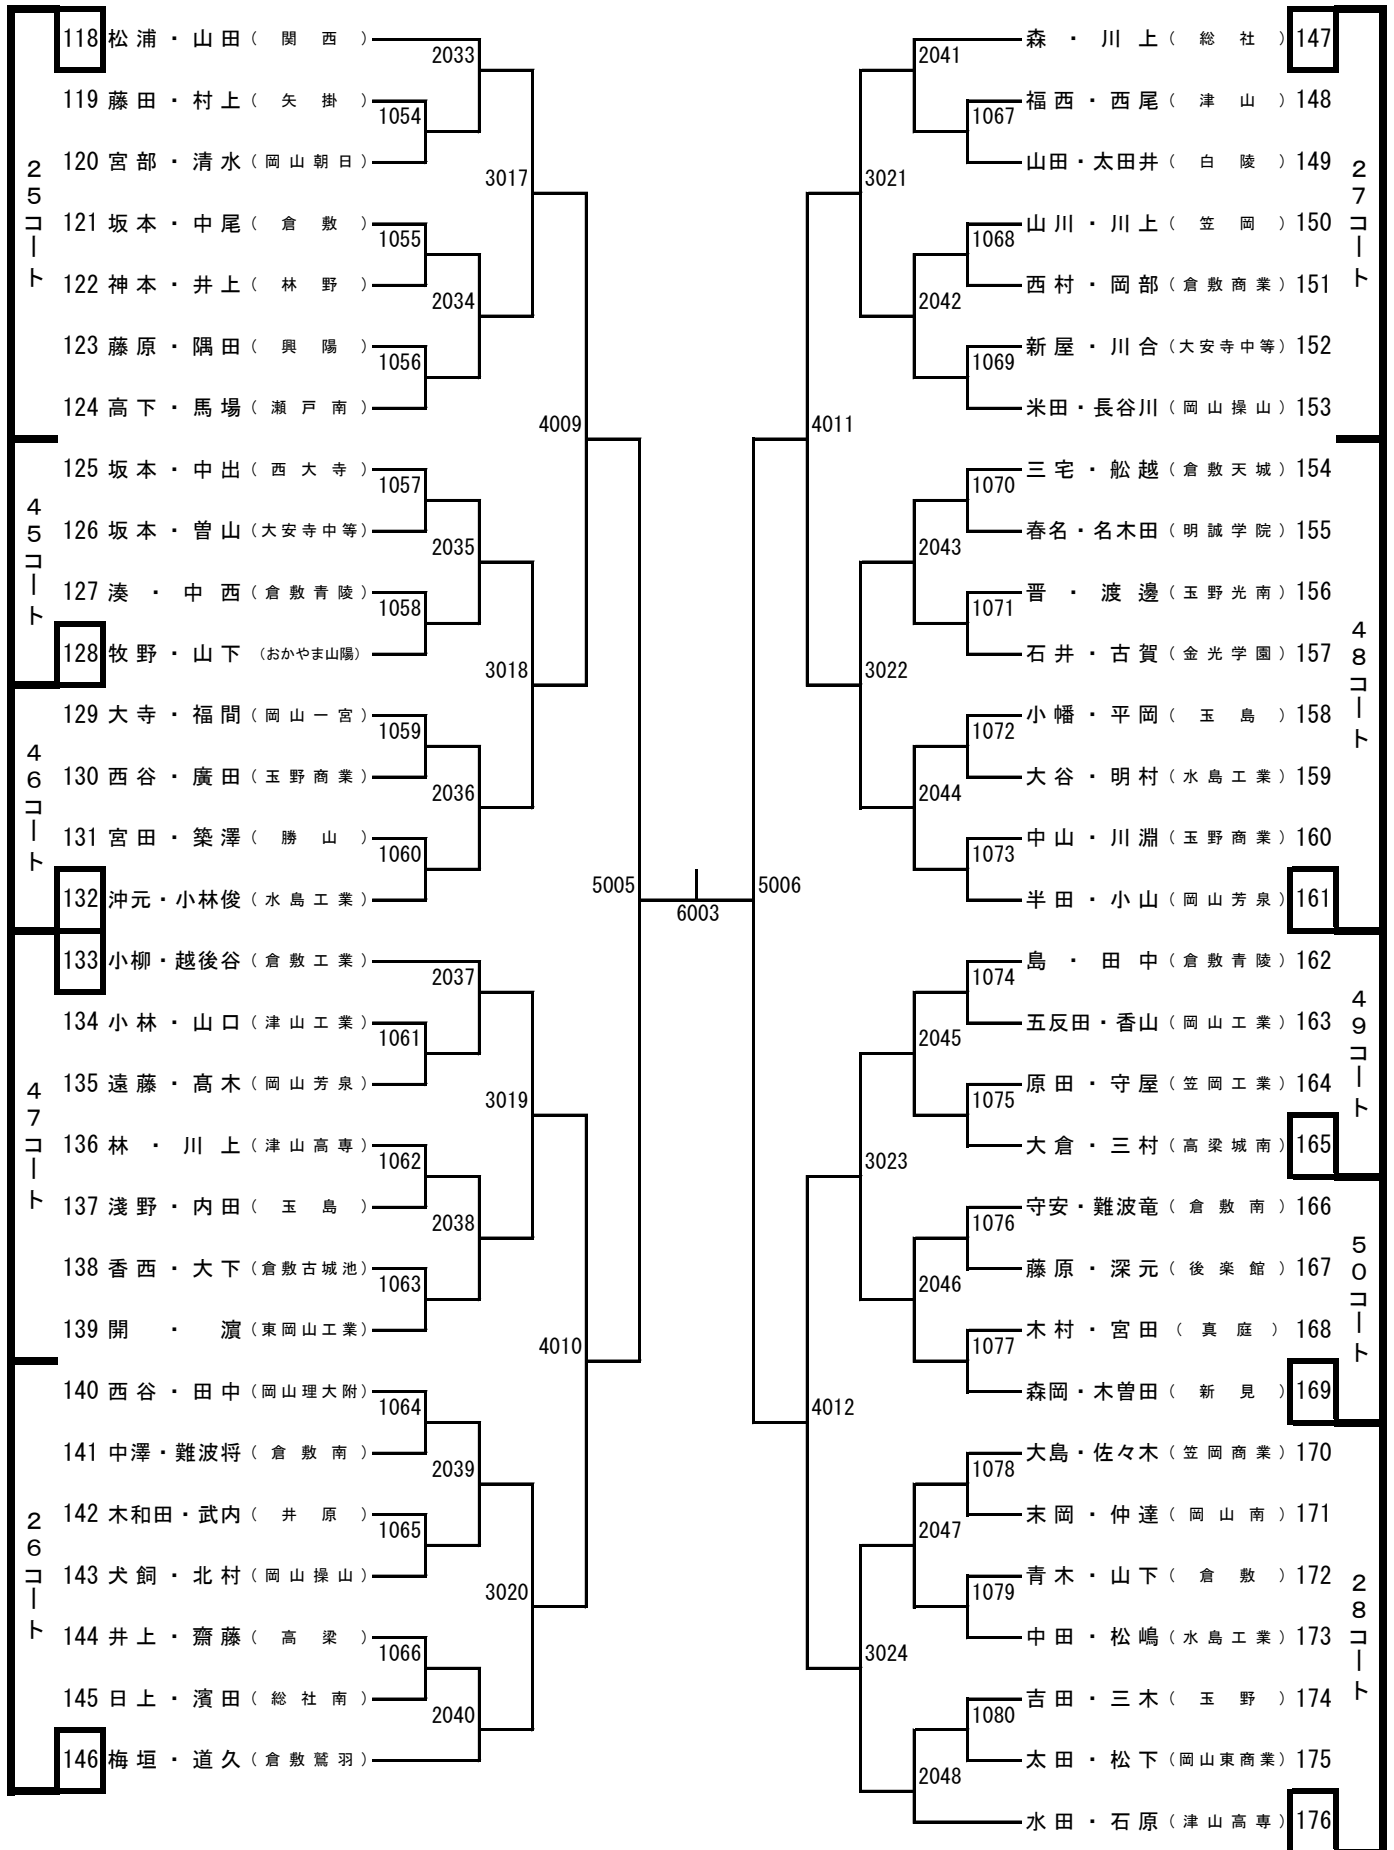 25コート
118 松浦・山田（関西）
119 藤田・村上（矢掛）
120 宮部・清水（岡山朝日）
121 坂本・中尾（倉敷）
122 神本・井上（林野）
123 藤原・隅田（興陽）
124 高下・馬場（瀬戸南）
45コート
125 坂本・中出（西大寺）
126 坂本・曽山（大安寺中等）
127 湊・中西（倉敷青陵）
128 牧野・山下（おかやま山陽）
46コート
129 大寺・福間（岡山一宮）
130 西谷・廣田（玉野商業）
131 宮田・築澤（勝山）
132 沖元・小林俊（水島工業）
47コート
133 小柳・越後谷（倉敷工業）
134 小林・山口（津山工業）
135 遠藤・髙木（岡山芳泉）
136 林・川上（津山高専）
137 淺野・内田（玉島）
138 香西・大下（倉敷古城池）
139 開・濵（東岡山工業）
26コート
140 西谷・田中（岡山理大附）
141 中澤・難波将（倉敷南）
142 木和田・武内（井原）
143 犬飼・北村（岡山操山）
144 井上・齋藤（高梁）
145 日上・濱田（総社南）
146 梅垣・道久（倉敷鷲羽）
1054
1055
1056
1057
1058
1059
1060
1061
1062
1063
1064
1065
1066
2033
2034
2035
2036
2037
2038
2039
2040
3017
3018
3019
3020
4009
4010
5005
6003
5006
4011
4012
3021
3022
3023
3024
2041
2042
2043
2044
2045
2046
2047
2048
1067
1068
1069
1070
1071
1072
1073
1074
1075
1076
1077
1078
1079
1080
27コート
森・川上（総社）147
福西・西尾（津山）148
山田・太田井（白陵）149
山川・川上（笠岡）150
西村・岡部（倉敷商業）151
新屋・川合（大安寺中等）152
米田・長谷川（岡山操山）153
48コート
三宅・舩越（倉敷天城）154
春名・名木田（明誠学院）155
晋・渡邊（玉野光南）156
石井・古賀（金光学園）157
小幡・平岡（玉島）158
大谷・明村（水島工業）159
中山・川淵（玉野商業）160
半田・小山（岡山芳泉）161
49コート
島・田中（倉敷青陵）162
五反田・香山（岡山工業）163
原田・守屋（笠岡工業）164
大倉・三村（高梁城南）165
50コート
守安・難波竜（倉敷南）166
藤原・深元（後楽館）167
木村・宮田（真庭）168
森岡・木曽田（新見）169
28コート
大島・佐々木（笠岡商業）170
末岡・仲達（岡山南）171
青木・山下（倉敷）172
中田・松嶋（水島工業）173
吉田・三木（玉野）174
太田・松下（岡山東商業）175
水田・石原（津山高専）176